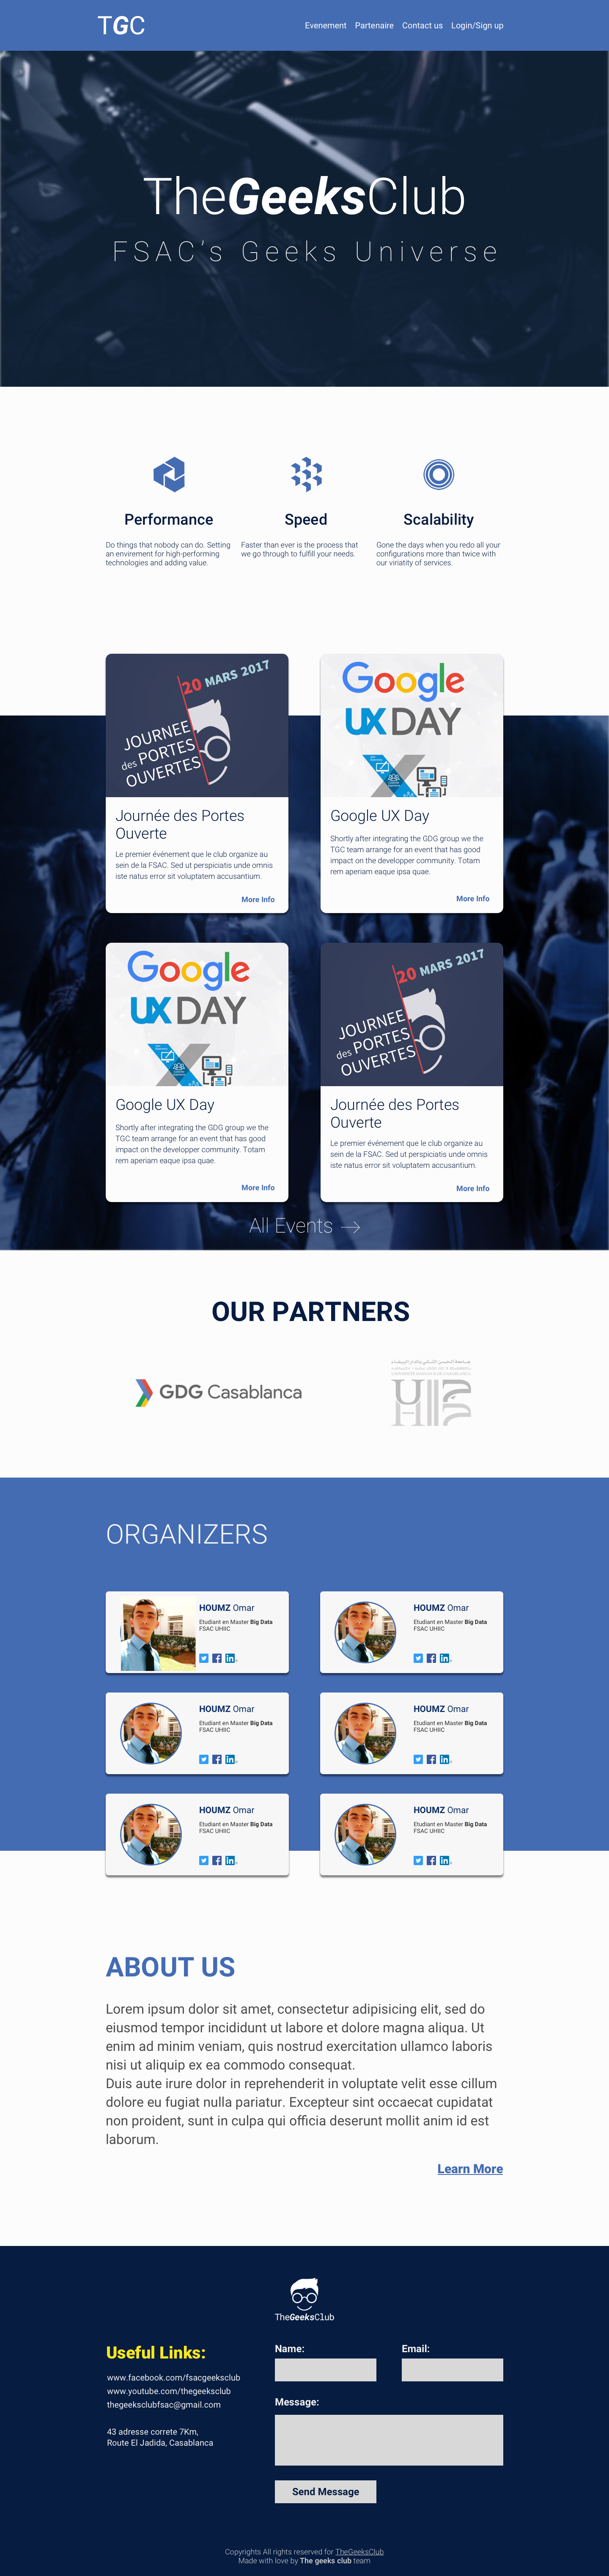 TGC
Evenement Partenaire Contact us Login/Sign up
TheGeeksClub
FSAC's Geeks Universe
Performance
Do things that nobody can do. Setting
an envirement for high-performing
technologies and adding value.
Speed
Faster than ever is the process that
we go through to fulfill your needs.
Scalability
Gone the days when you redo all your
configurations more than twice with
our viriatity of services.
20 MARS 2017
JOURNEE
des PORTES
OUVERTES
Journée des Portes
Ouverte
Le premier événement que le club organize au
sein de la FSAC. Sed ut perspiciatis unde omnis
iste natus error sit voluptatem accusantium.
More Info
Google
UX DAY
Google UX Day
Shortly after integrating the GDG group we the
TGC team arrange for an event that has good
impact on the developper community. Totam
rem aperiam eaque ipsa quae.
More Info
Google
UX DAY
Google UX Day
Shortly after integrating the GDG group we the
TGC team arrange for an event that has good
impact on the developper community. Totam
rem aperiam eaque ipsa quae.
More Info
20 MARS 2017
JOURNEE
des PORTES
OUVERTES
Journée des Portes
Ouverte
Le premier événement que le club organize au
sein de la FSAC. Sed ut perspiciatis unde omnis
iste natus error sit voluptatem accusantium.
More Info
All Events →
OUR PARTNERS
GDG Casablanca
جامعة الحسن الثاني بالدار البيضاء
UNIVERSITÉ HASSAN II DE CASABLANCA
ORGANIZERS
HOUMZ Omar
Etudiant en Master Big Data
FSAC UHIIC
HOUMZ Omar
Etudiant en Master Big Data
FSAC UHIIC
HOUMZ Omar
Etudiant en Master Big Data
FSAC UHIIC
HOUMZ Omar
Etudiant en Master Big Data
FSAC UHIIC
HOUMZ Omar
Etudiant en Master Big Data
FSAC UHIIC
HOUMZ Omar
Etudiant en Master Big Data
FSAC UHIIC
ABOUT US
Lorem ipsum dolor sit amet, consectetur adipisicing elit, sed do
eiusmod tempor incididunt ut labore et dolore magna aliqua. Ut
enim ad minim veniam, quis nostrud exercitation ullamco laboris
nisi ut aliquip ex ea commodo consequat.
Duis aute irure dolor in reprehenderit in voluptate velit esse cillum
dolore eu fugiat nulla pariatur. Excepteur sint occaecat cupidatat
non proident, sunt in culpa qui officia deserunt mollit anim id est
laborum.
Learn More
TheGeeksClub
Useful Links:
www.facebook.com/fsacgeeksclub
www.youtube.com/thegeeksclub
thegeeksclubfsac@gmail.com
43 adresse correte 7Km,
Route El Jadida, Casablanca
Name:
Email:
Message:
Send Message
Copyrights All rights reserved for TheGeeksClub
Made with love by The geeks club team